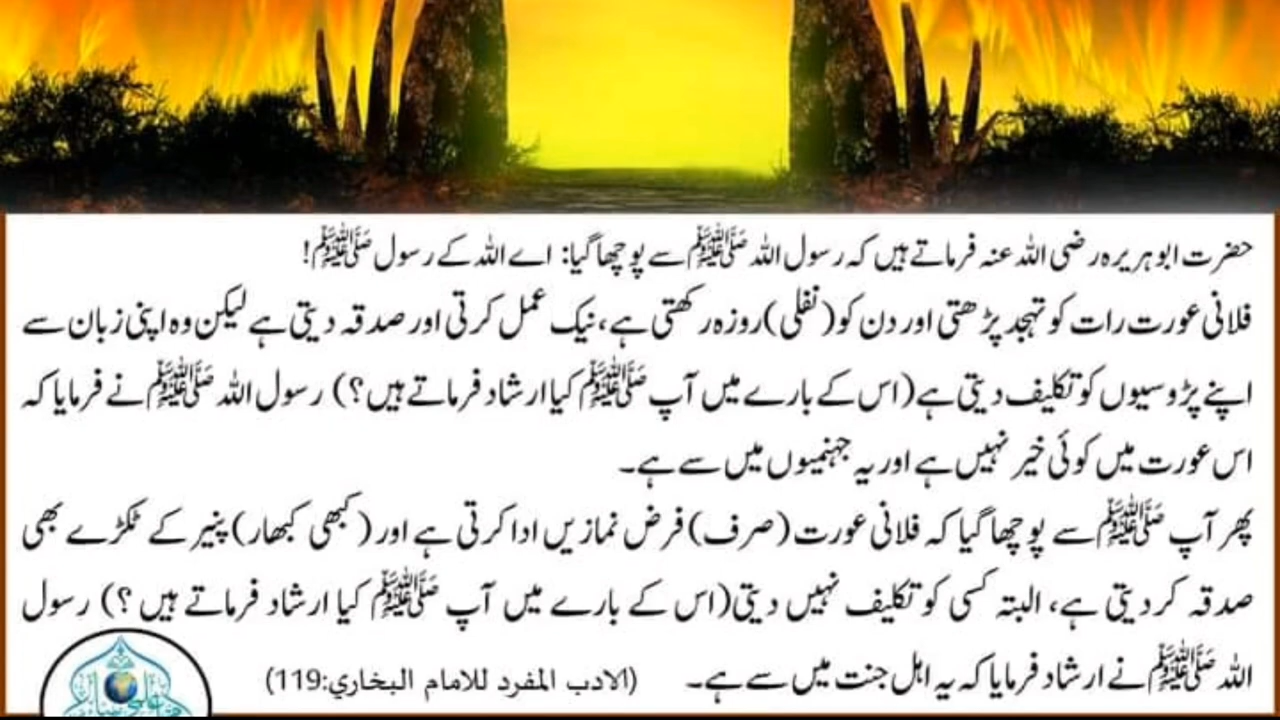 حضرت ابوہریرہ رضی اللہ عنہ فرماتے ہیں کہ رسول اللہ ﷺ سے پوچھا گیا: اے اللہ کے رسول ﷺ!
فلانی عورت رات کو تہجد پڑھتی اور دن کو (نفلی) روزہ رکھتی ہے، نیک عمل کرتی اور صدقہ دیتی ہے لیکن وہ اپنی زبان سے
اپنے پڑوسیوں کو تکلیف دیتی ہے (اس کے بارے میں آپ ﷺ کیا ارشاد فرماتے ہیں؟) رسول اللہ ﷺ نے فرمایا کہ
اس عورت میں کوئی خیر نہیں ہے اور یہ جہنمیوں میں سے ہے۔
پھر آپ ﷺ سے پوچھا گیا کہ فلانی عورت (صرف) فرض نمازیں ادا کرتی ہے اور (کبھی کبھار) پنیر کے ٹکڑے بھی
صدقہ کر دیتی ہے، البتہ کسی کو تکلیف نہیں دیتی (اس کے بارے میں آپ ﷺ کیا ارشاد فرماتے ہیں؟) رسول
اللہ ﷺ نے ارشاد فرمایا کہ یہ اہل جنت میں سے ہے۔ (الادب المفرد للامام البخاري:119)